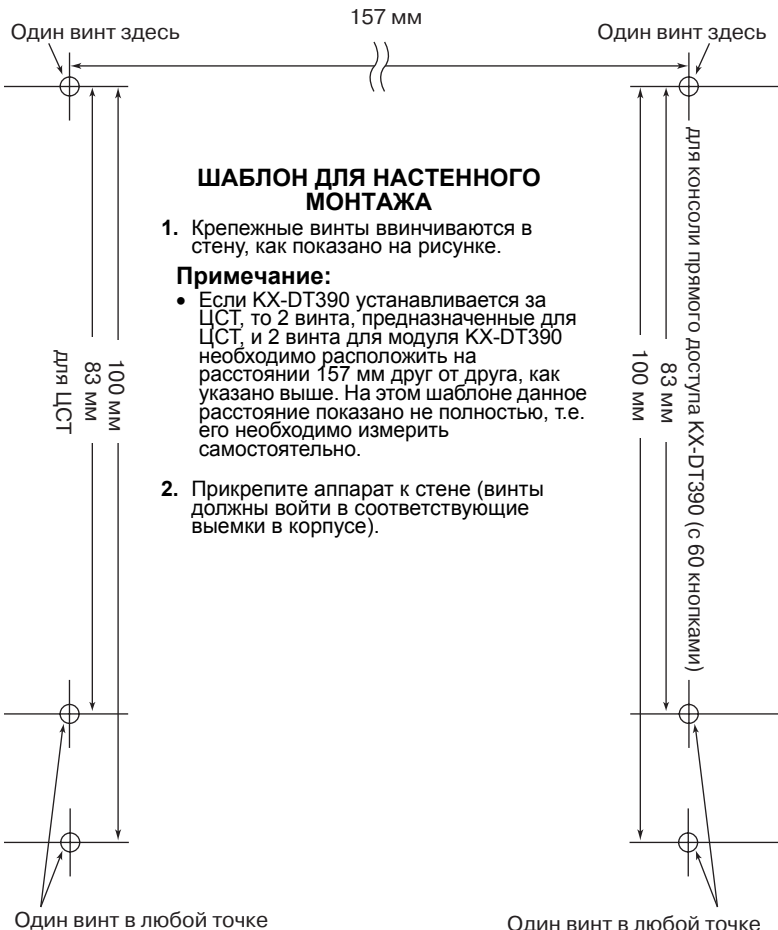 157 мм
Один винт здесь
Один винт здесь
ШАБЛОН ДЛЯ НАСТЕННОГО
МОНТАЖА
1. Крепежные винты ввинчиваются в
стену, как показано на рисунке.
Примечание:
• Если KX-DT390 устанавливается за
ЦСТ, то 2 винта, предназначенные для
ЦСТ, и 2 винта для модуля KX-DT390
необходимо расположить на
расстоянии 157 мм друг от друга, как
указано выше. На этом шаблоне данное
расстояние показано не полностью, т.е.
его необходимо измерить
самостоятельно.
2. Прикрепите аппарат к стене (винты
должны войти в соответствующие
выемки в корпусе).
100 мм
83 мм
для ЦСТ
для консоли прямого доступа KX-DT390 (с 60 кнопками)
83 мм
100 мм
Один винт в любой точке
Один винт в любой точке